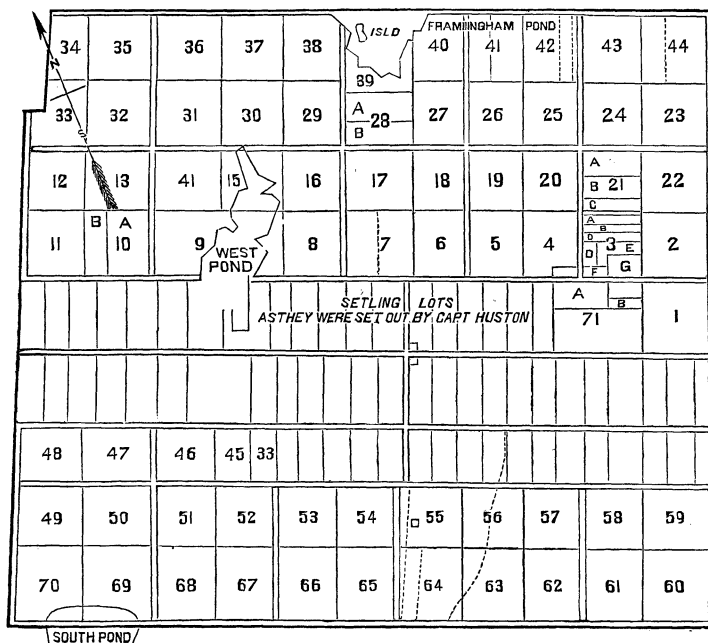 ISLD
FRAMINGHAM POND
34 35 36 37 38 40 41 42 43 44
39
33 32 31 30 29 A 27 26 25 24 23
B 28
N
S
A
12 13 41 15 16 17 18 19 20 B 21 22
C
B A
A
B
D
11 10 9 8 7 6 5 4 D 3 E 2
F G
WEST
POND
SETLING LOTS
ASTHEY WERE SET OUT BY CAPT HUSTON
A B
71 1
48 47 46 45 33
49 50 51 52 53 54 55 56 57 58 59
70 69 68 67 66 65 64 63 62 61 60
SOUTH POND